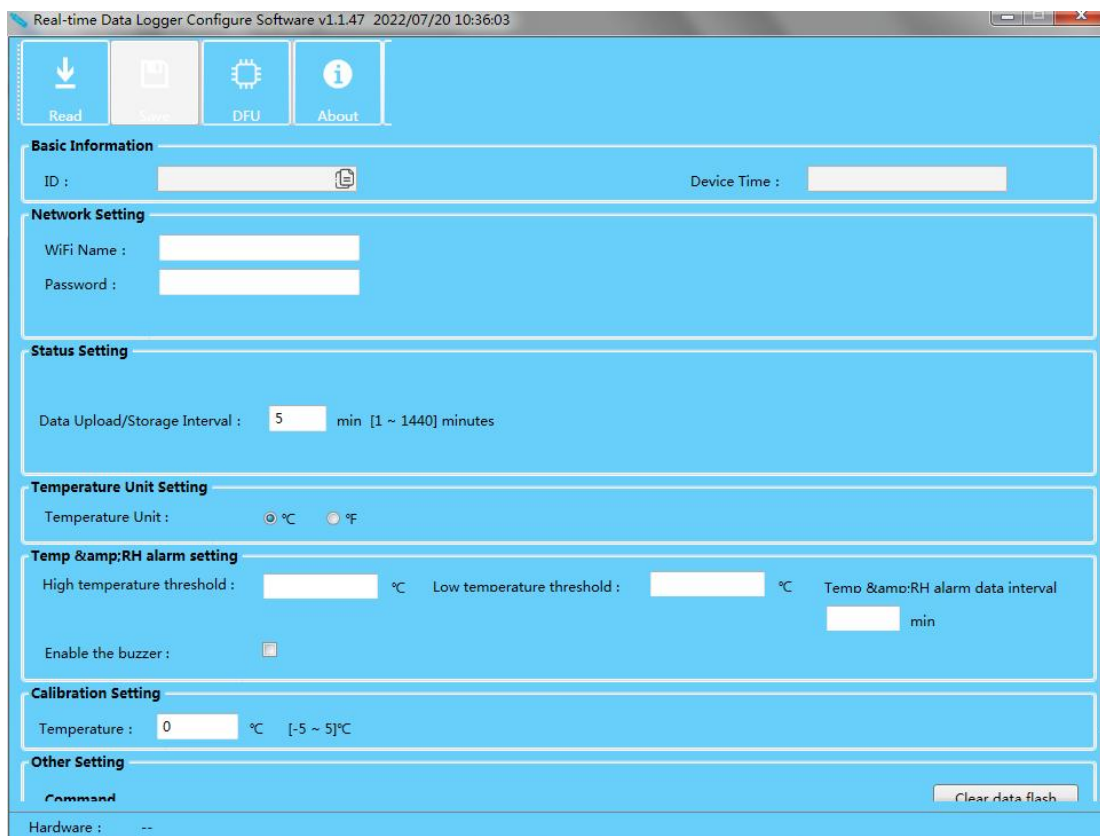 Real-time Data Logger Configure Software v1.1.47 2022/07/20 10:36:03
Read Save DFU About
Basic Information
ID : Device Time :
Network Setting
WiFi Name :
Password :
Status Setting
Data Upload/Storage Interval : 5 min [1 ~ 1440] minutes
Temperature Unit Setting
Temperature Unit : ℃ ℉
Temp &amp;RH alarm setting
High temperature threshold : ℃ Low temperature threshold : ℃ Temp &amp;RH alarm data interval
min
Enable the buzzer :
Calibration Setting
Temperature : 0 ℃ [-5 ~ 5]℃
Other Setting
Command Clear data flash
Hardware : --